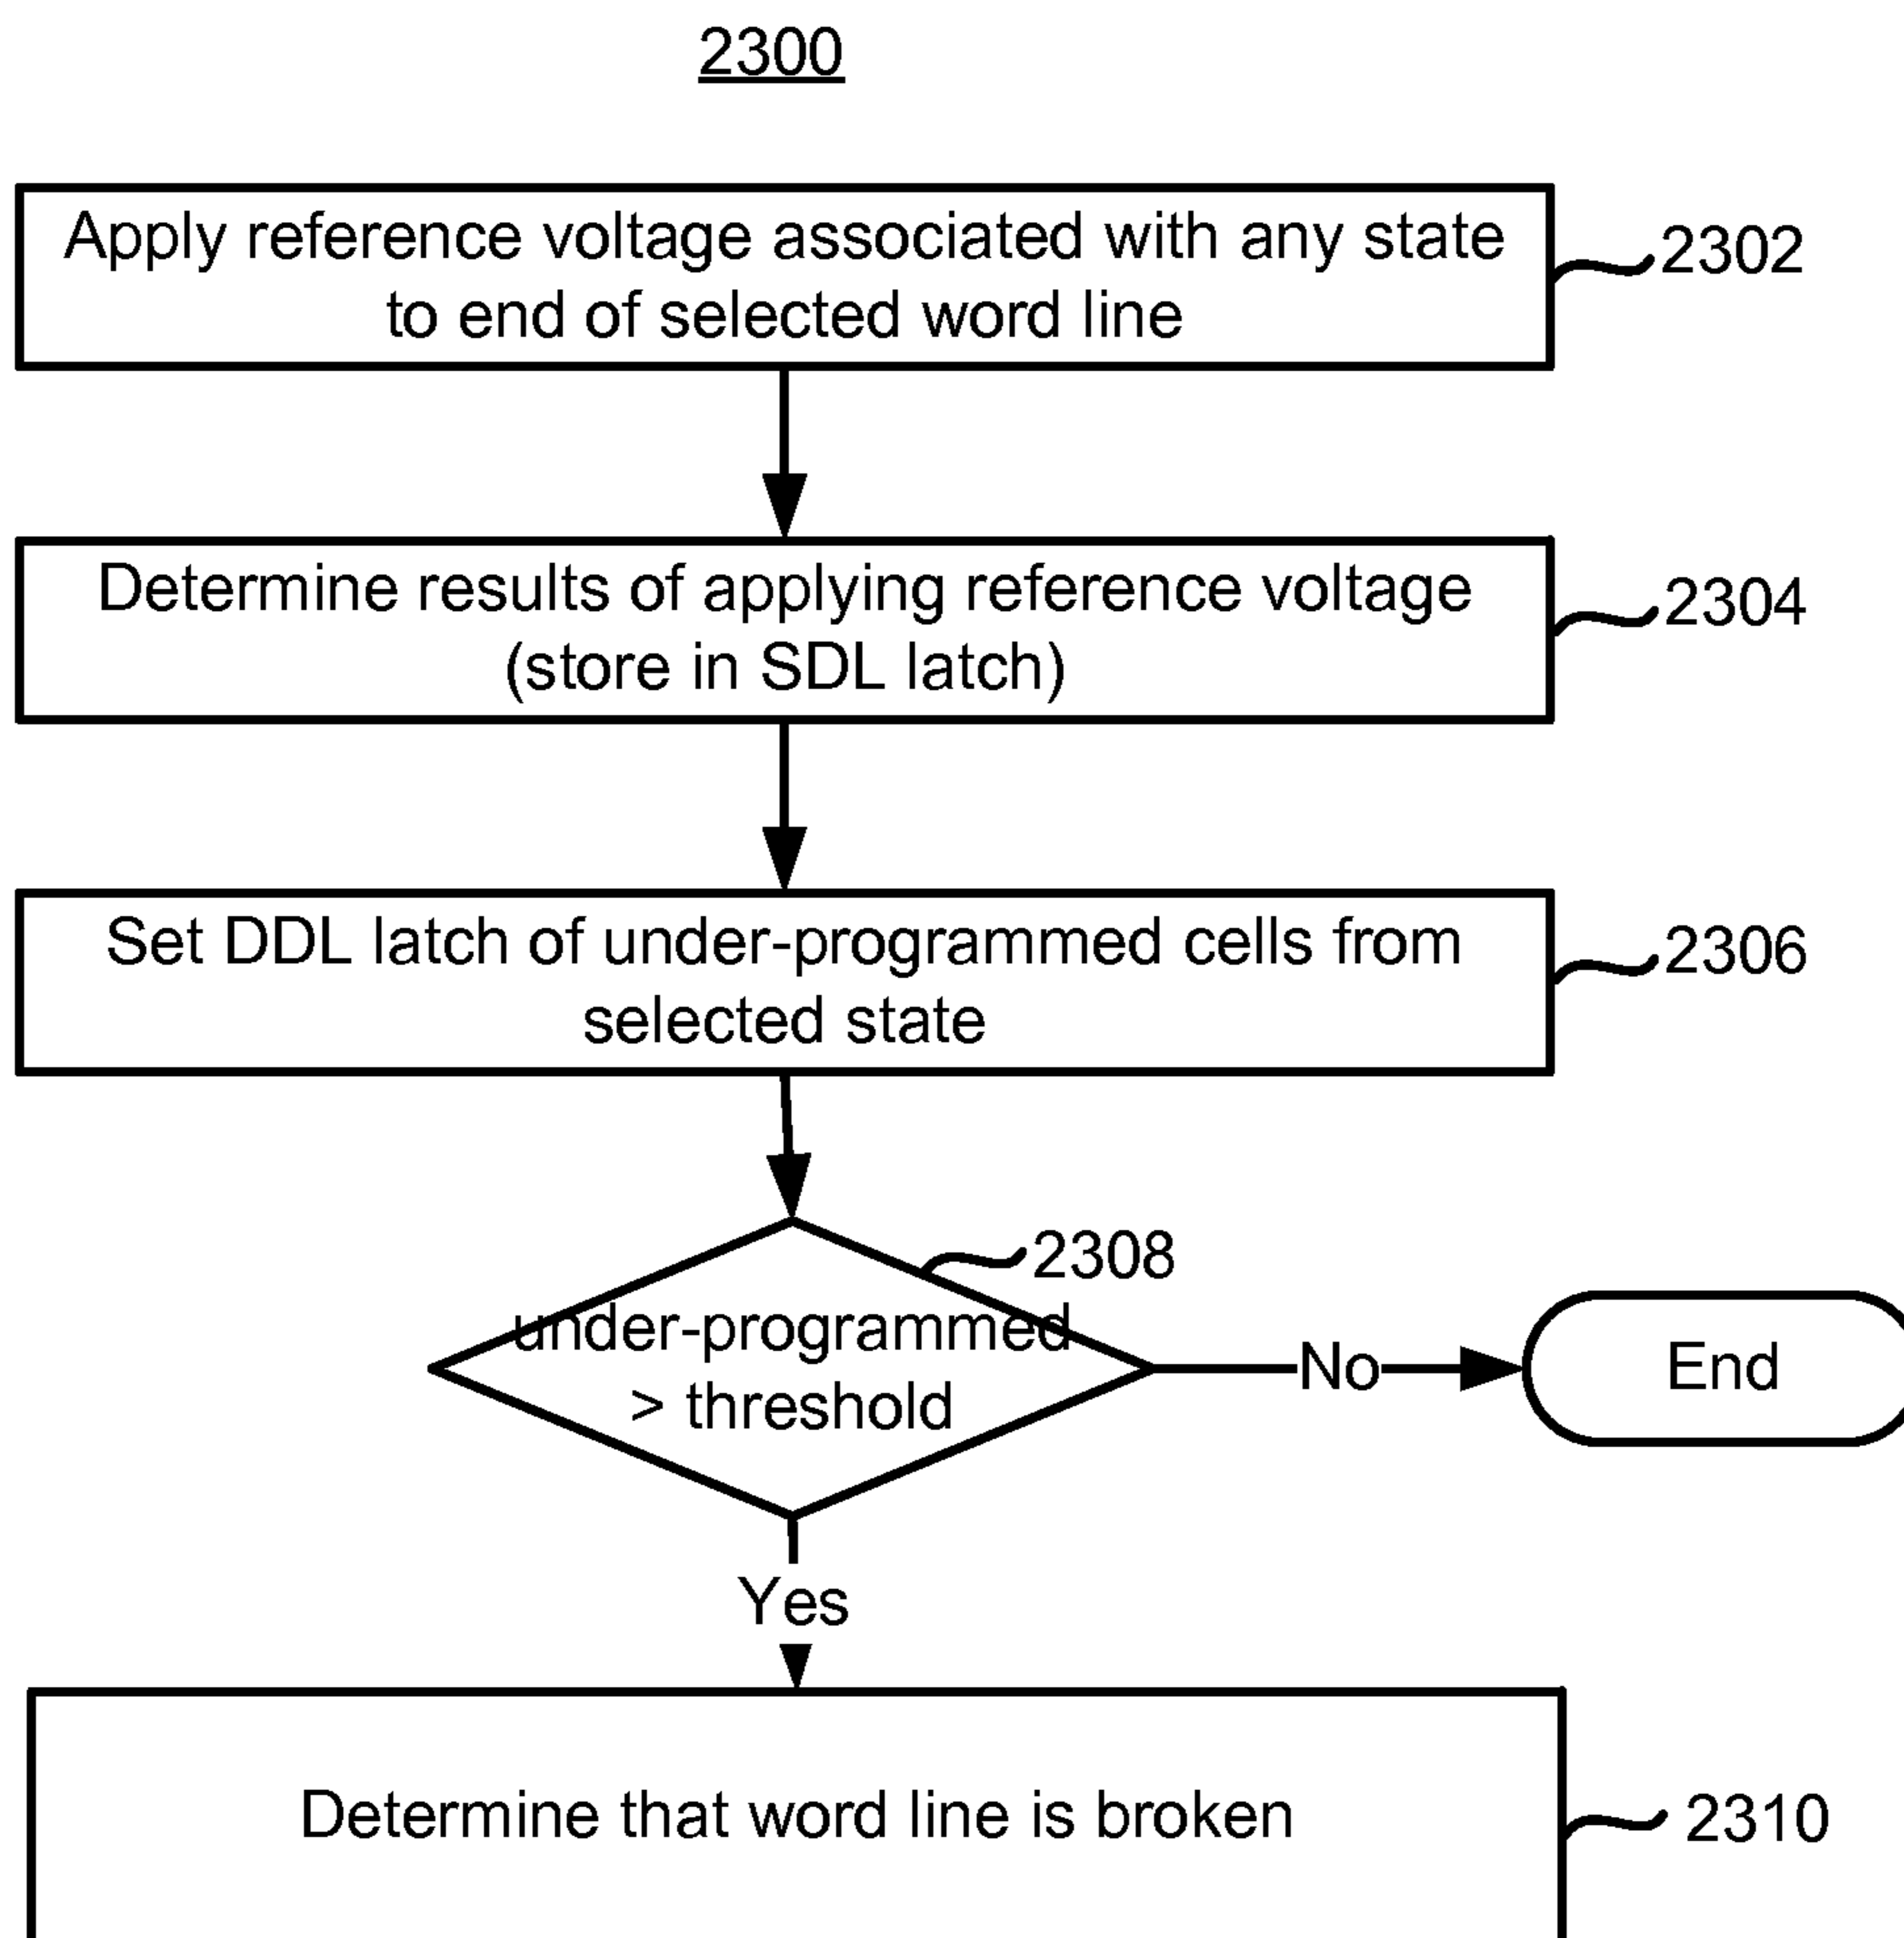 2300
Apply reference voltage associated with any state
to end of selected word line
2302
Determine results of applying reference voltage
(store in SDL latch)
2304
Set DDL latch of under-programmed cells from
selected state
2306
2308
under-programmed
> threshold
No
End
Yes
Determine that word line is broken
2310